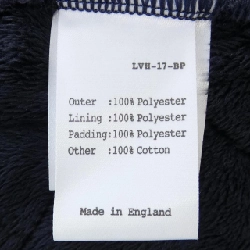 LVH-17-BP
Outer :100% Polyester
Lining :100% Polyester
Padding:100% Polyester
Other :100% Cotton
Made in England